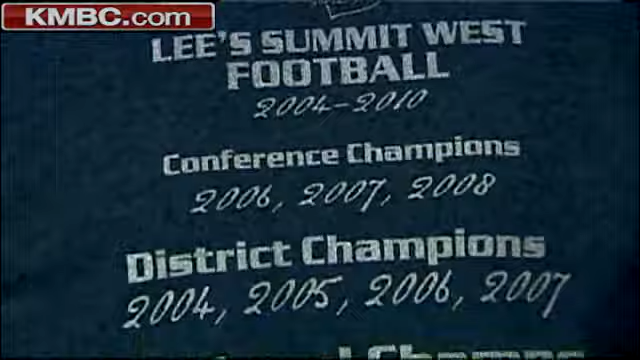 KMBC.com
LEE'S SUMMIT WEST
FOOTBALL
2004-2010
Conference Champions
2006, 2007, 2008
District Champions
2004, 2005, 2006, 2007